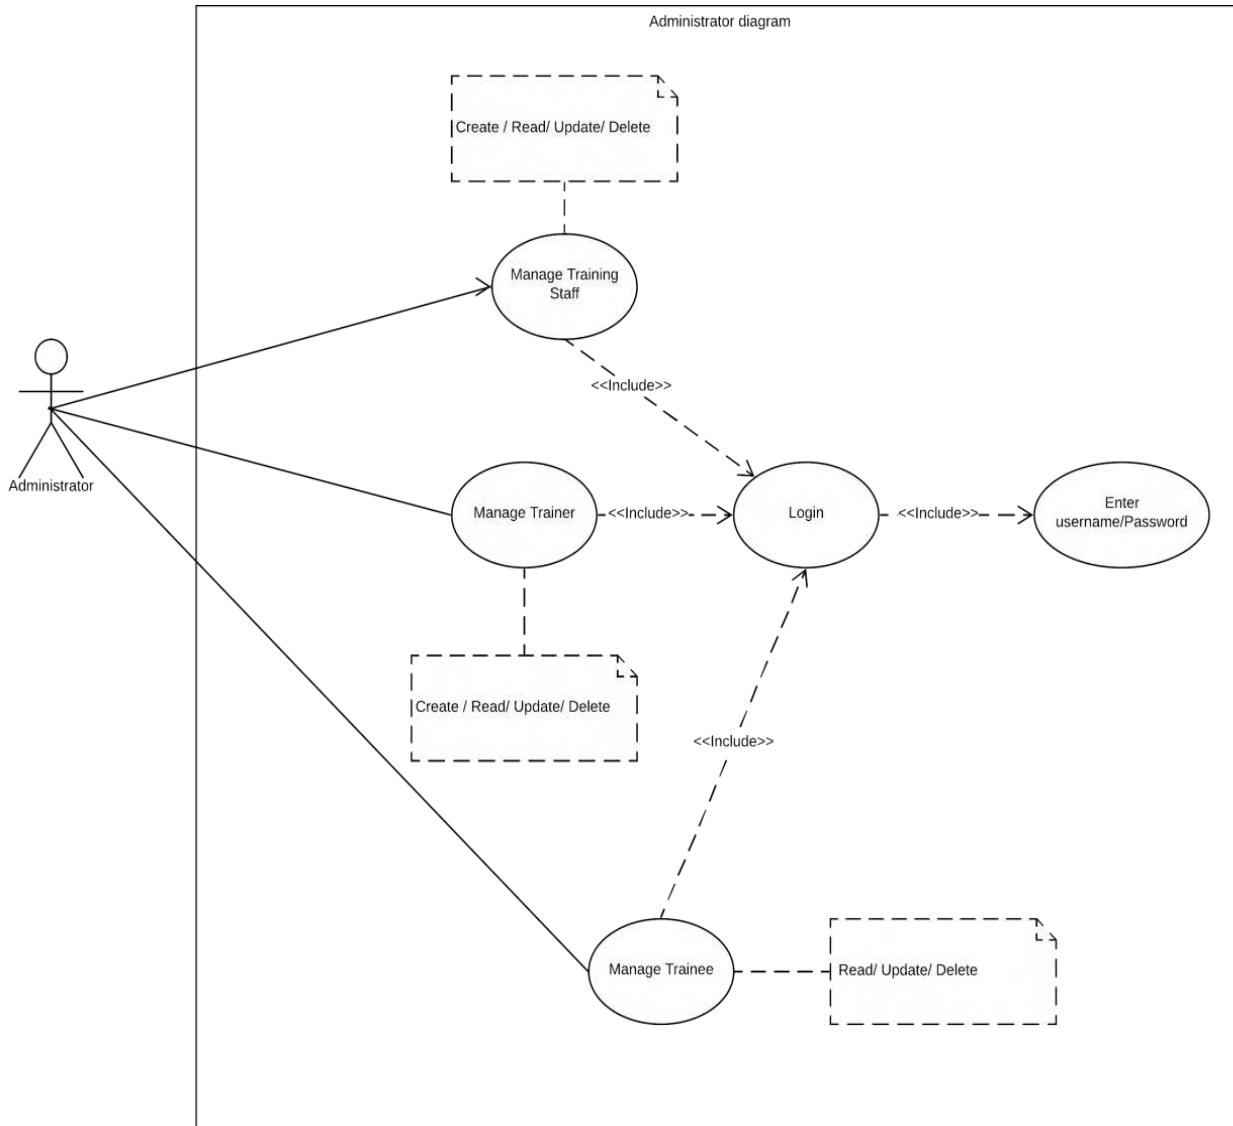 Administrator diagram
Create / Read/ Update/ Delete
Manage Training
Staff
<<Include>>
Administrator
Manage Trainer
<<Include>>
Login
<<Include>>
Enter
username/Password
Create / Read/ Update/ Delete
<<Include>>
Manage Trainee
Read/ Update/ Delete